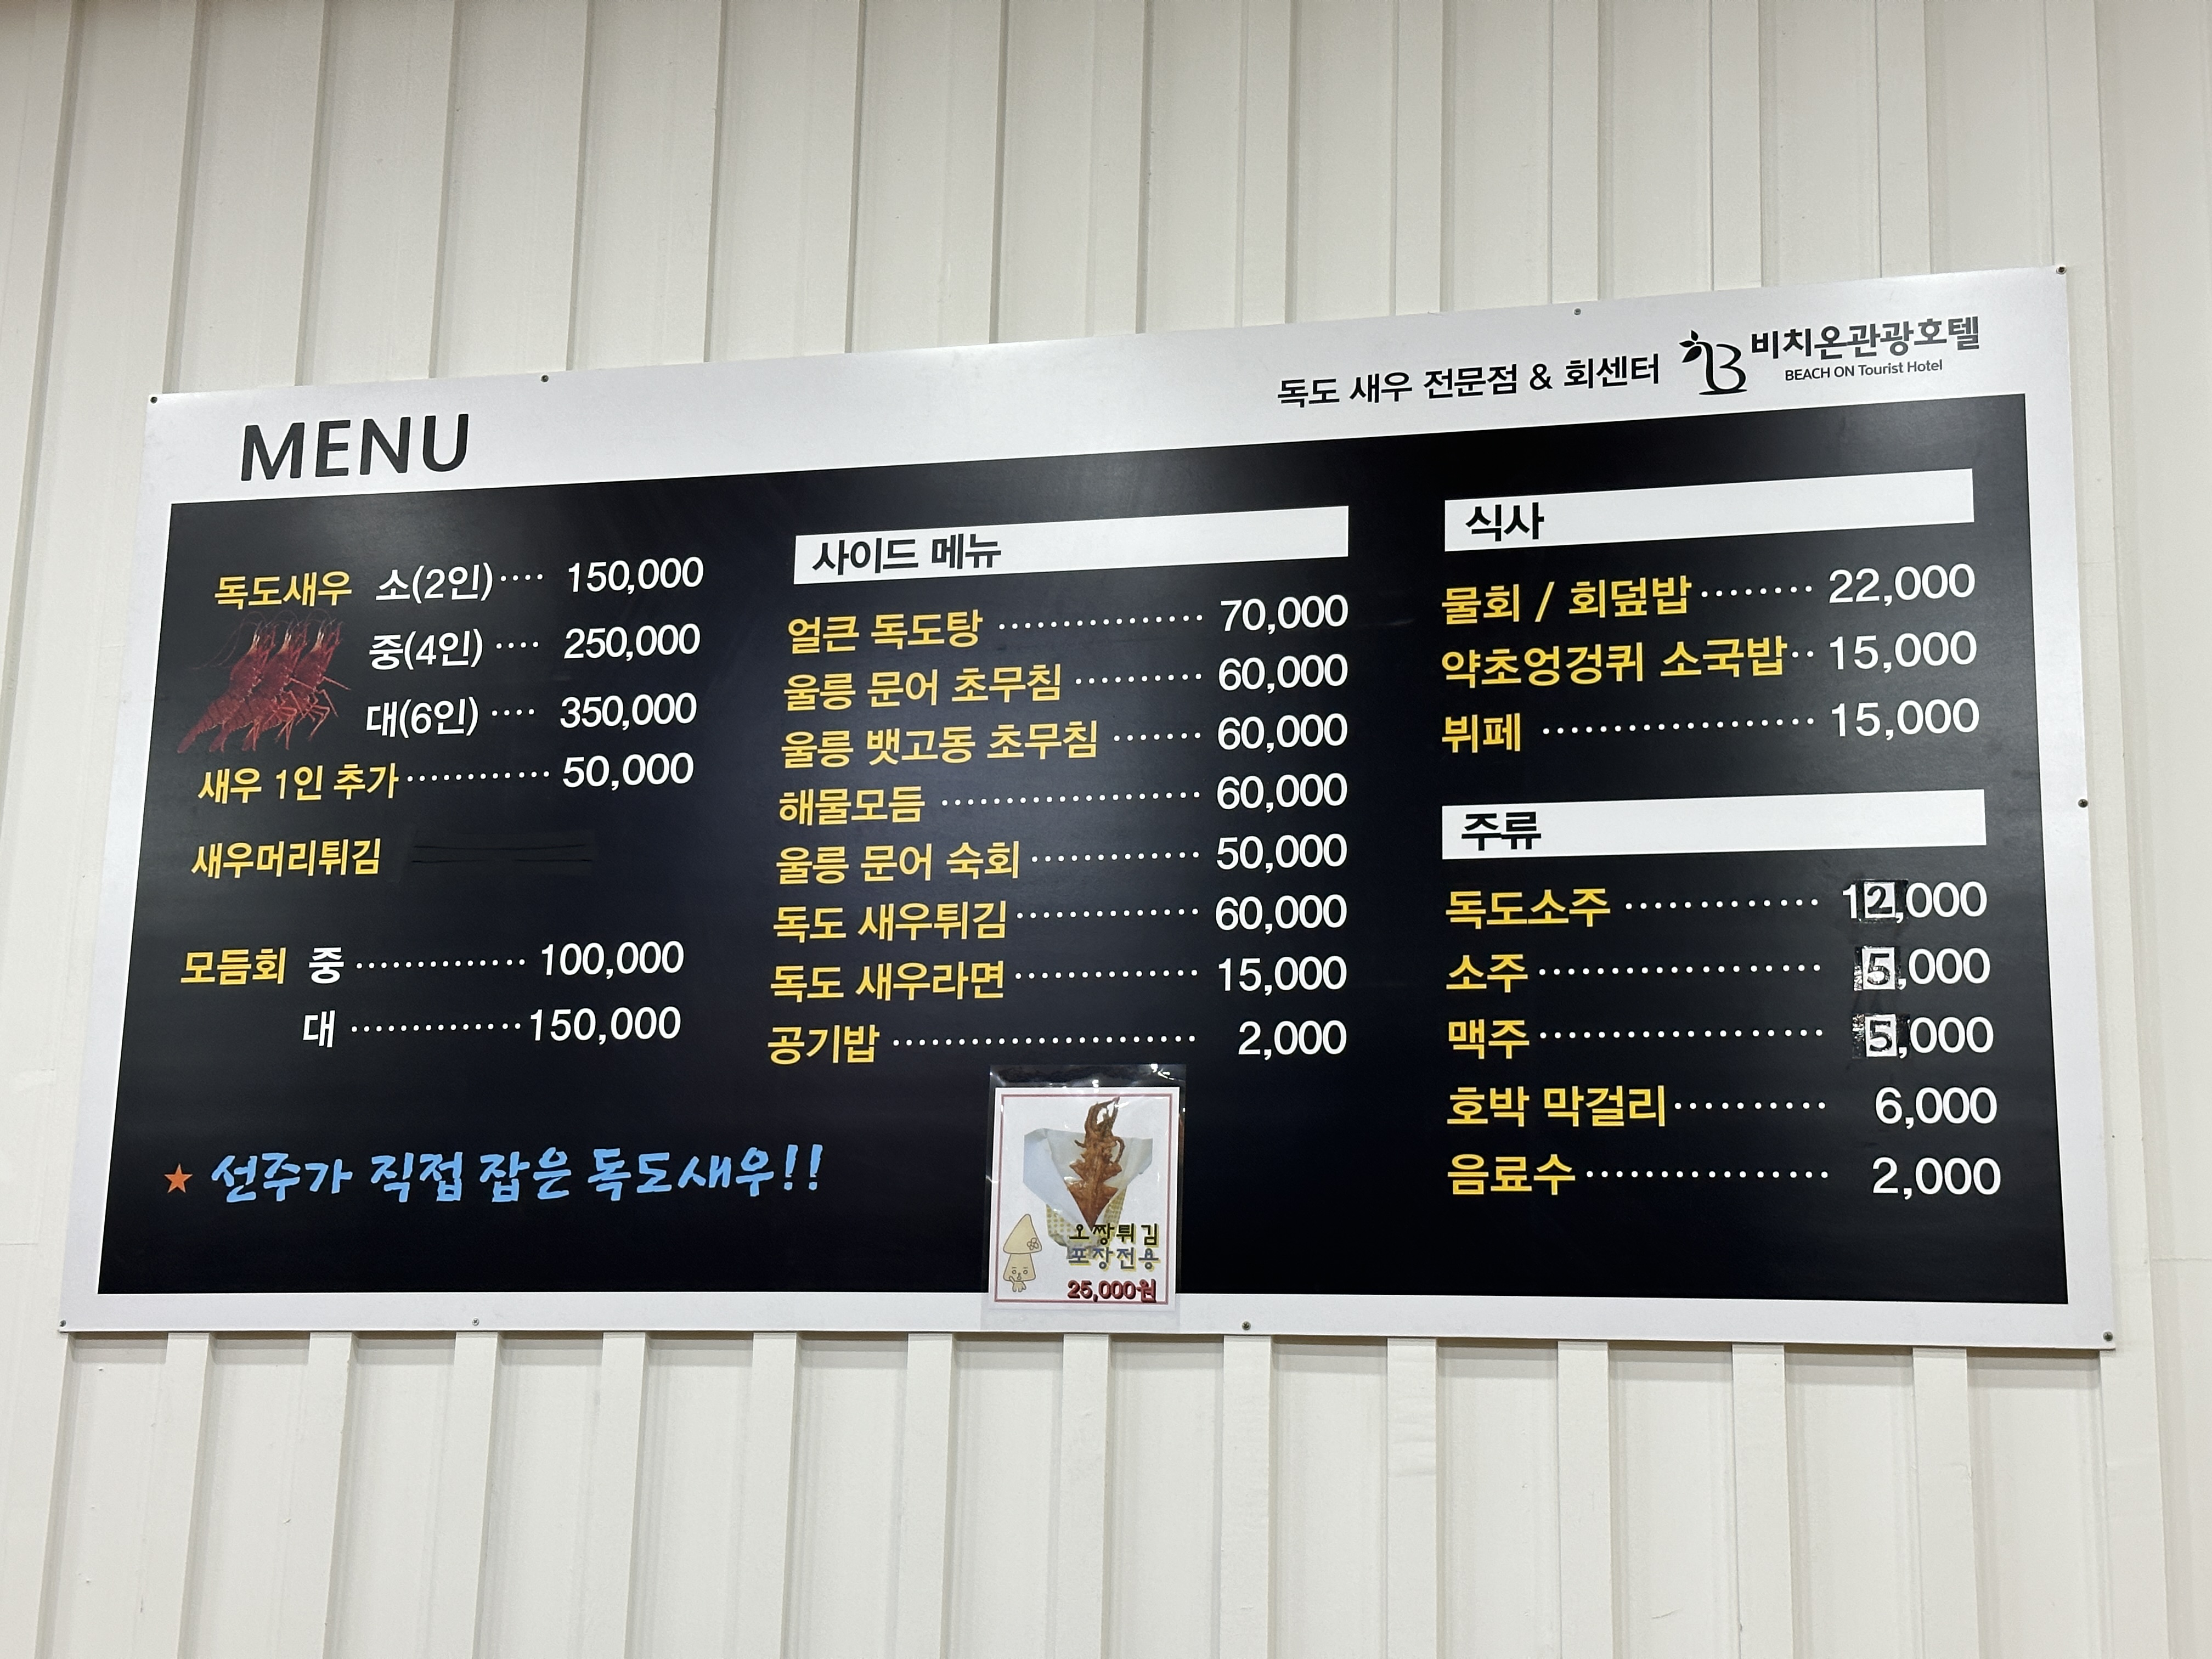 MENU
독도 새우 전문점 & 회센터
비치온관광호텔
BEACH ON Tourist Hotel
독도새우 소(2인)···· 150,000
중(4인) ···· 250,000
대(6인) ···· 350,000
새우 1인 추가············ 50,000
새우머리튀김
모듬회 중 ·············· 100,000
대 ·············· 150,000
★ 선주가 직접 잡은 독도새우!!
사이드 메뉴
얼큰 독도탕 ················· 70,000
울릉 문어 초무침 ·········· 60,000
울릉 뱃고동 초무침 ······· 60,000
해물모듬 ····················· 60,000
울릉 문어 숙회 ·············· 50,000
독도 새우튀김 ··············· 60,000
독도 새우라면 ··············· 15,000
공기밥 ························ 2,000
오짱튀김
포장전용
25,000원
식사
물회 / 회덮밥 ········ 22,000
약초엉겅퀴 소국밥·· 15,000
뷔페 ··················· 15,000
주류
독도소주 ············· 12,000
소주 ··················· 5,000
맥주 ··················· 5,000
호박 막걸리·········· 6,000
음료수················ 2,000